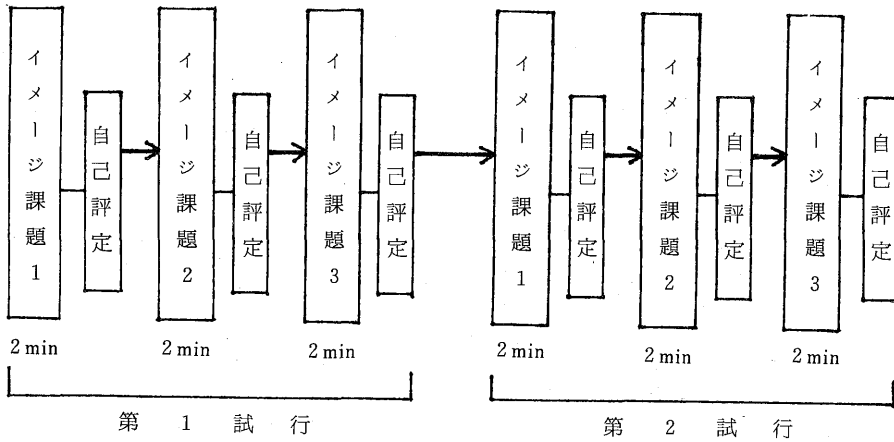 イメージ課題1
自己評定
イメージ課題2
自己評定
イメージ課題3
自己評定
イメージ課題1
自己評定
イメージ課題2
自己評定
イメージ課題3
自己評定
2 min
2 min
2 min
2 min
2 min
2 min
第1試行
第2試行